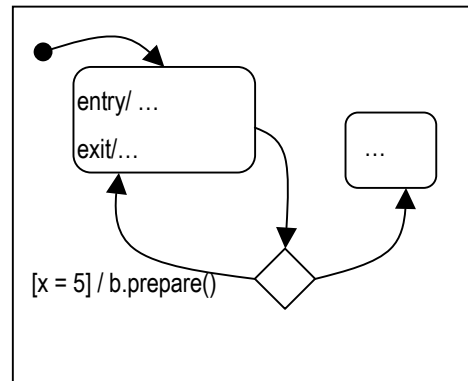 entry/ …
exit/…
…
[x = 5] / b.prepare()